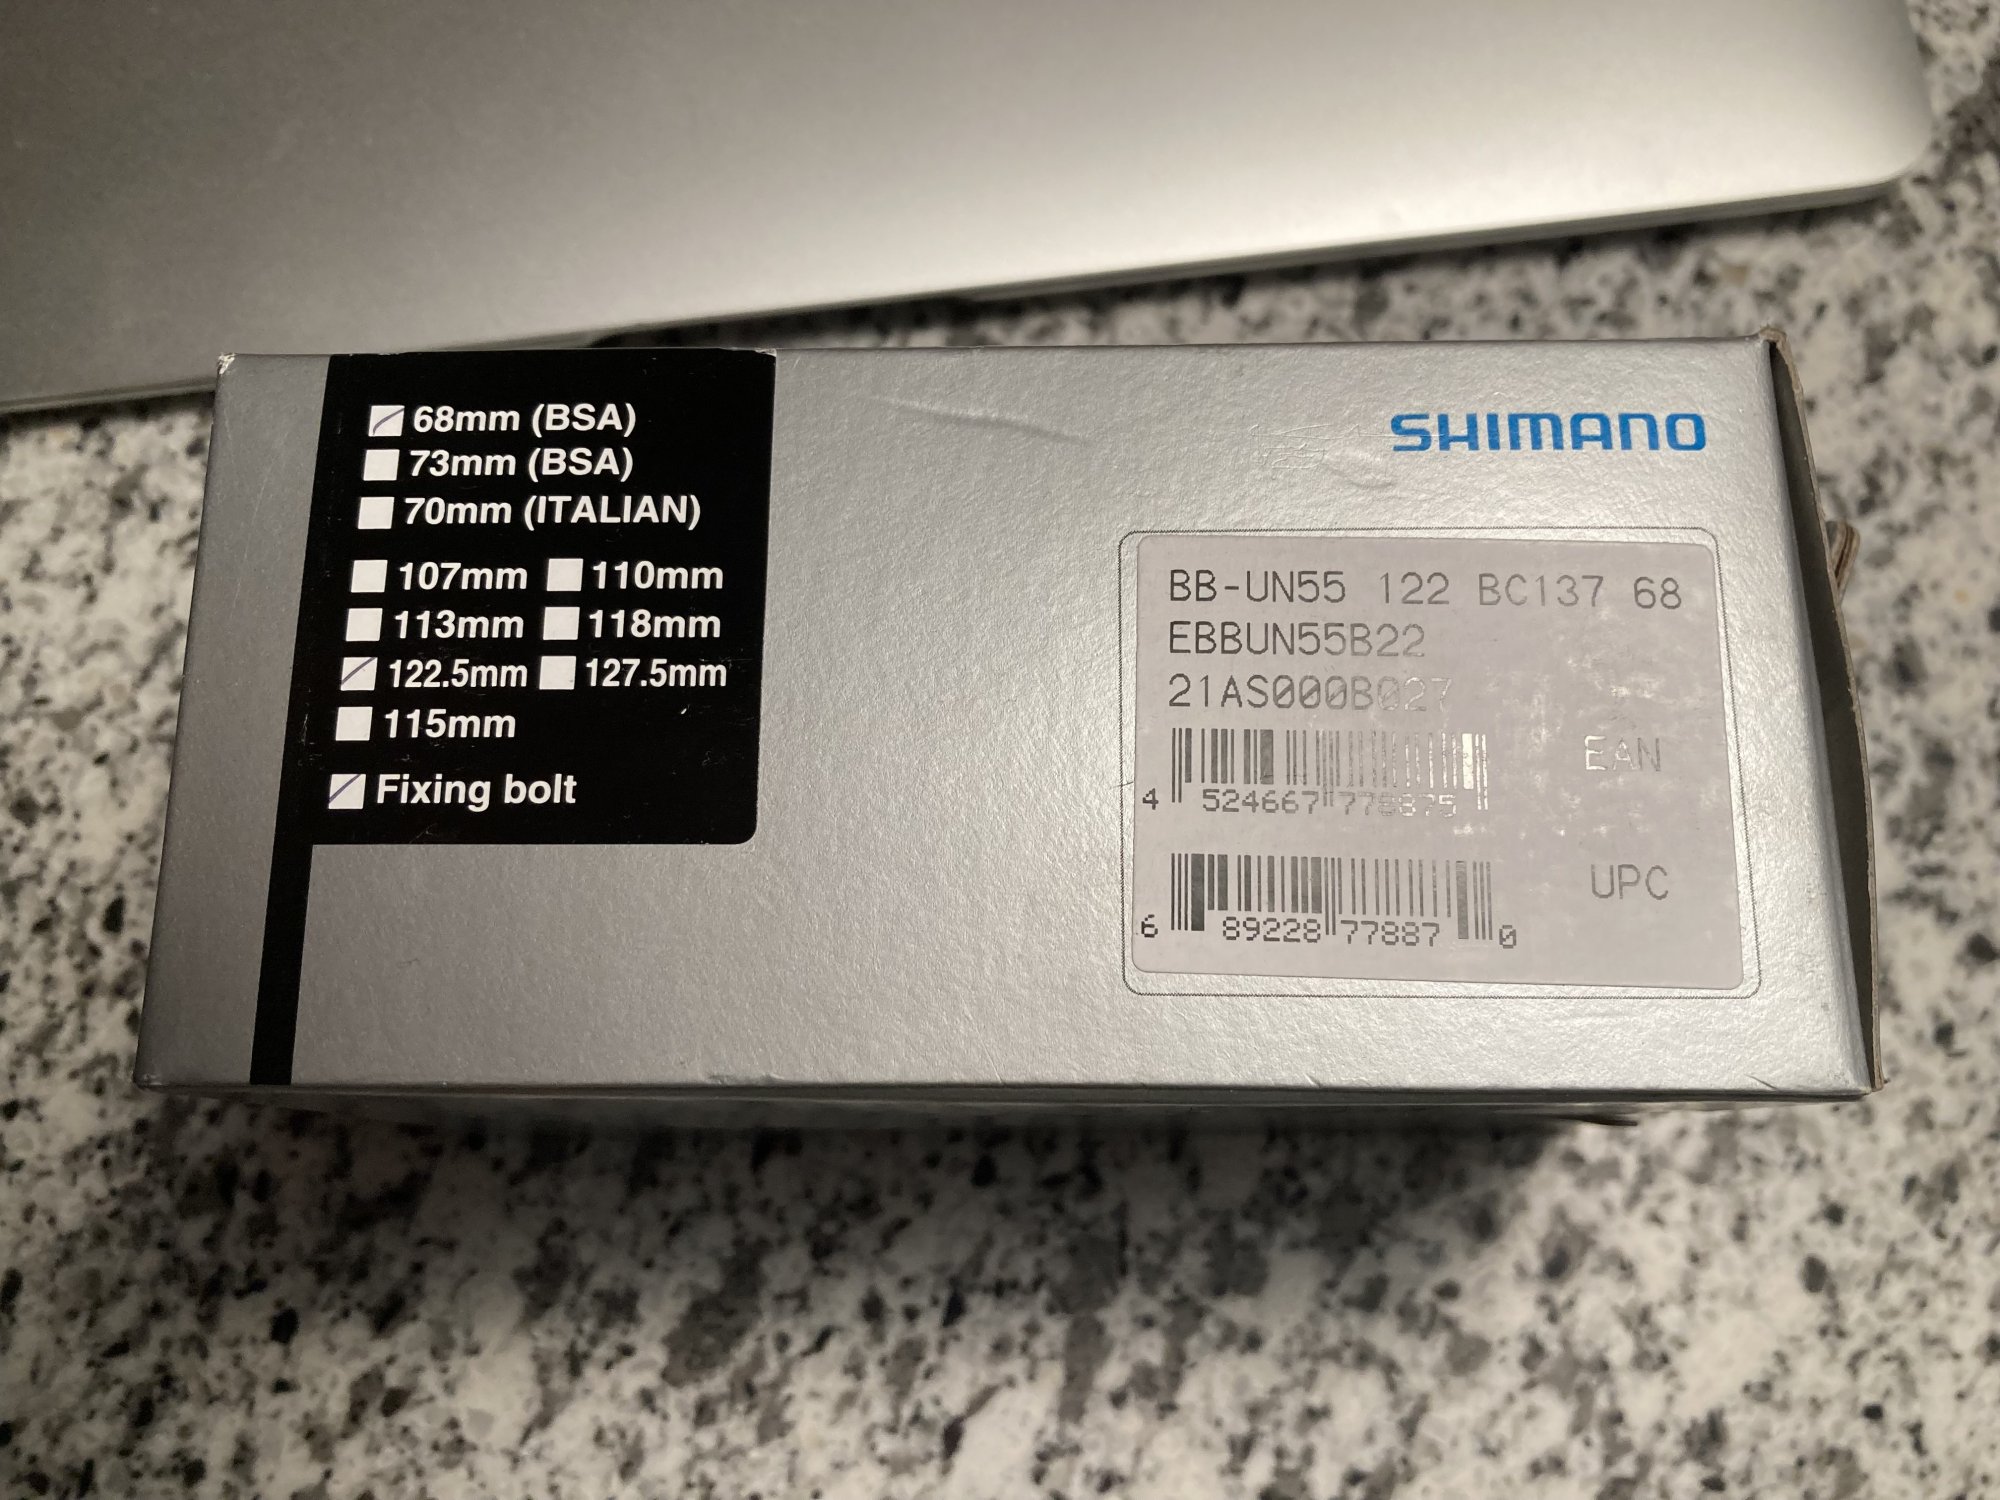 68mm (BSA)
73mm (BSA)
70mm (ITALIAN)
107mm 110mm
113mm 118mm
122.5mm 127.5mm
115mm
Fixing bolt
SHIMANO
BB-UN55 122 BC137 68
EBBUN55B22
21AS000B027
EAN
4 524667 778875
UPC
6 89228 77887 0